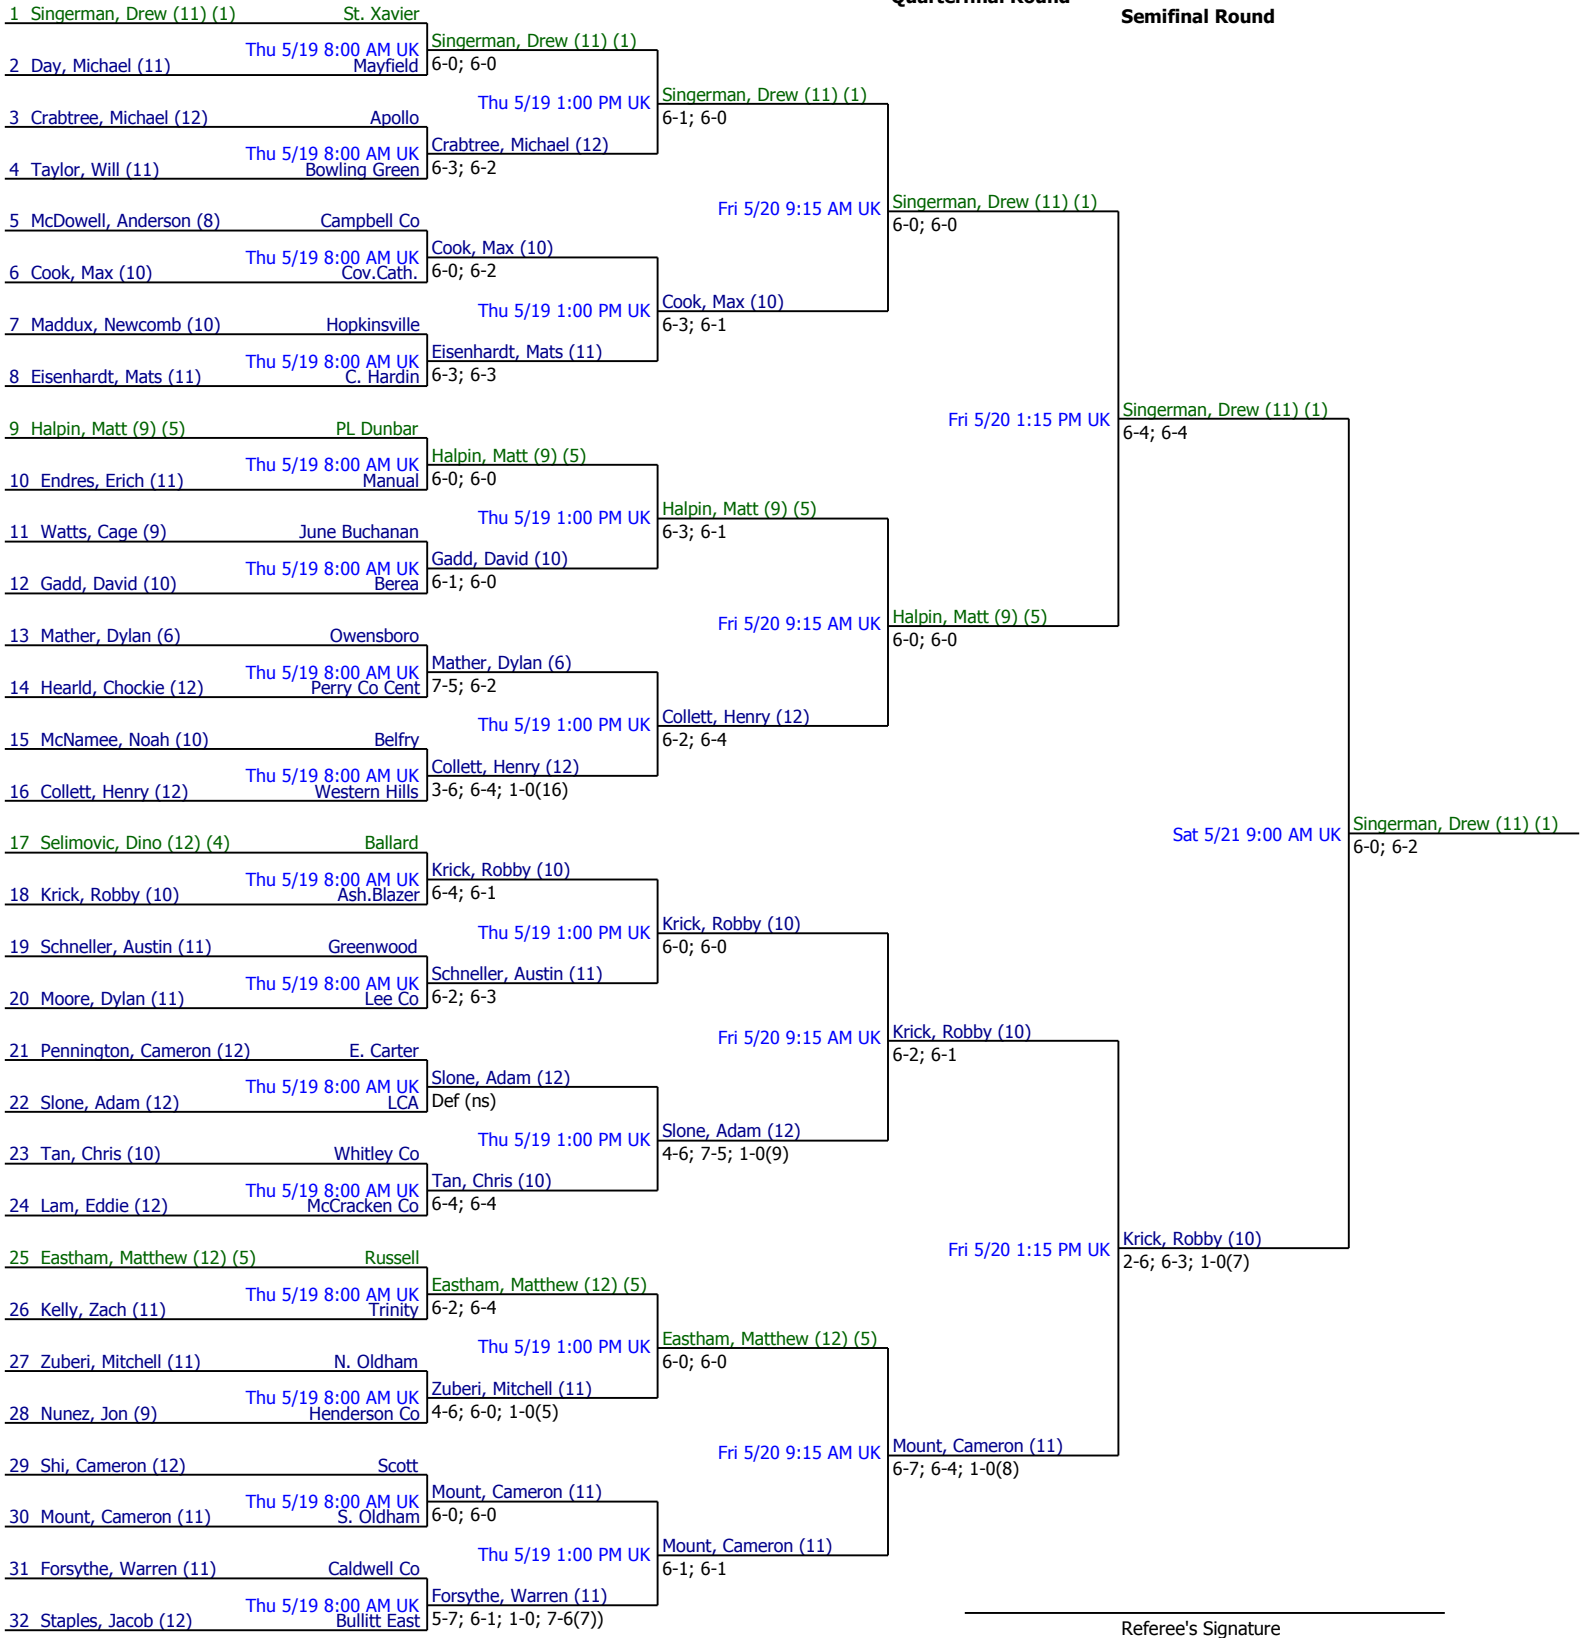 Semifinal Round
1 Singerman, Drew (11) (1) St. Xavier
Thu 5/19 8:00 AM UK
2 Day, Michael (11) Mayfield
Singerman, Drew (11) (1)
6-0; 6-0
3 Crabtree, Michael (12) Apollo
Thu 5/19 8:00 AM UK
4 Taylor, Will (11) Bowling Green
Crabtree, Michael (12)
6-3; 6-2
5 McDowell, Anderson (8) Campbell Co
Thu 5/19 8:00 AM UK
6 Cook, Max (10) Cov.Cath.
Cook, Max (10)
6-0; 6-2
7 Maddux, Newcomb (10) Hopkinsville
Thu 5/19 8:00 AM UK
8 Eisenhardt, Mats (11) C. Hardin
Eisenhardt, Mats (11)
6-3; 6-3
9 Halpin, Matt (9) (5) PL Dunbar
Thu 5/19 8:00 AM UK
10 Endres, Erich (11) Manual
Halpin, Matt (9) (5)
6-0; 6-0
11 Watts, Cage (9) June Buchanan
Thu 5/19 8:00 AM UK
12 Gadd, David (10) Berea
Gadd, David (10)
6-1; 6-0
13 Mather, Dylan (6) Owensboro
Thu 5/19 8:00 AM UK
14 Hearld, Chockie (12) Perry Co Cent
Mather, Dylan (6)
7-5; 6-2
15 McNamee, Noah (10) Belfry
Thu 5/19 8:00 AM UK
16 Collett, Henry (12) Western Hills
Collett, Henry (12)
3-6; 6-4; 1-0(16)
17 Selimovic, Dino (12) (4) Ballard
Thu 5/19 8:00 AM UK
18 Krick, Robby (10) Ash.Blazer
Krick, Robby (10)
6-4; 6-1
19 Schneller, Austin (11) Greenwood
Thu 5/19 8:00 AM UK
20 Moore, Dylan (11) Lee Co
Schneller, Austin (11)
6-2; 6-3
21 Pennington, Cameron (12) E. Carter
Thu 5/19 8:00 AM UK
22 Slone, Adam (12) LCA
Slone, Adam (12)
Def (ns)
23 Tan, Chris (10) Whitley Co
Thu 5/19 8:00 AM UK
24 Lam, Eddie (12) McCracken Co
Tan, Chris (10)
6-4; 6-4
25 Eastham, Matthew (12) (5) Russell
Thu 5/19 8:00 AM UK
26 Kelly, Zach (11) Trinity
Eastham, Matthew (12) (5)
6-2; 6-4
27 Zuberi, Mitchell (11) N. Oldham
Thu 5/19 8:00 AM UK
28 Nunez, Jon (9) Henderson Co
Zuberi, Mitchell (11)
4-6; 6-0; 1-0(5)
29 Shi, Cameron (12) Scott
Thu 5/19 8:00 AM UK
30 Mount, Cameron (11) S. Oldham
Mount, Cameron (11)
6-0; 6-0
31 Forsythe, Warren (11) Caldwell Co
Thu 5/19 8:00 AM UK
32 Staples, Jacob (12) Bullitt East
Forsythe, Warren (11)
5-7; 6-1; 1-0; 7-6(7))
Thu 5/19 1:00 PM UK
Singerman, Drew (11) (1)
6-1; 6-0
Thu 5/19 1:00 PM UK
Cook, Max (10)
6-3; 6-1
Thu 5/19 1:00 PM UK
Halpin, Matt (9) (5)
6-3; 6-1
Thu 5/19 1:00 PM UK
Collett, Henry (12)
6-2; 6-4
Thu 5/19 1:00 PM UK
Krick, Robby (10)
6-0; 6-0
Thu 5/19 1:00 PM UK
Slone, Adam (12)
4-6; 7-5; 1-0(9)
Thu 5/19 1:00 PM UK
Eastham, Matthew (12) (5)
6-0; 6-0
Thu 5/19 1:00 PM UK
Mount, Cameron (11)
6-1; 6-1
Fri 5/20 9:15 AM UK
Singerman, Drew (11) (1)
6-0; 6-0
Fri 5/20 9:15 AM UK
Halpin, Matt (9) (5)
6-0; 6-0
Fri 5/20 9:15 AM UK
Krick, Robby (10)
6-2; 6-1
Fri 5/20 9:15 AM UK
Mount, Cameron (11)
6-7; 6-4; 1-0(8)
Fri 5/20 1:15 PM UK
Singerman, Drew (11) (1)
6-4; 6-4
Fri 5/20 1:15 PM UK
Krick, Robby (10)
2-6; 6-3; 1-0(7)
Sat 5/21 9:00 AM UK
Singerman, Drew (11) (1)
6-0; 6-2
Referee's Signature